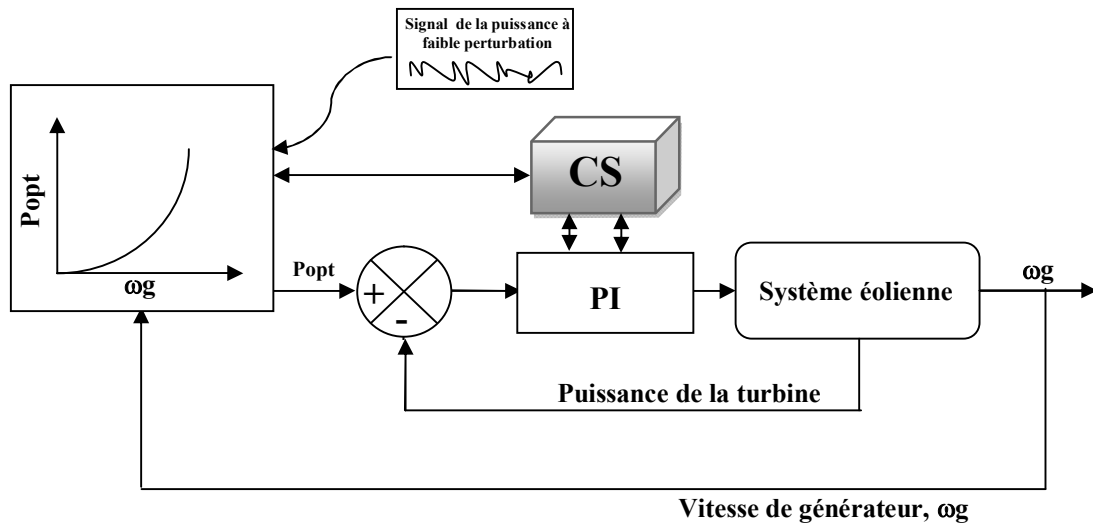 Signal de la puissance à
faible perturbation
CS
Popt
ωg
Popt
+
-
PI
Système éolienne
ωg
Puissance de la turbine
Vitesse de générateur, ωg